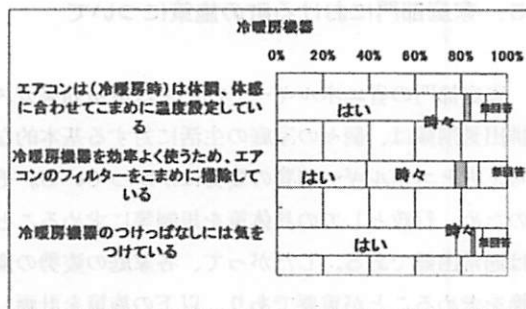 冷暖房機器
0% 20% 40% 60% 80% 100%
エアコンは(冷暖房時)は体調、体感
に合わせてこまめに温度設定してい
る
はい 時々 無回答
冷暖房機器を効率よく使うため、エア
コンのフィルターをこまめに掃除して
いる
はい 時々 無回答
冷暖房機器のつけっぱなしには気を
つけている
はい 時々 無回答